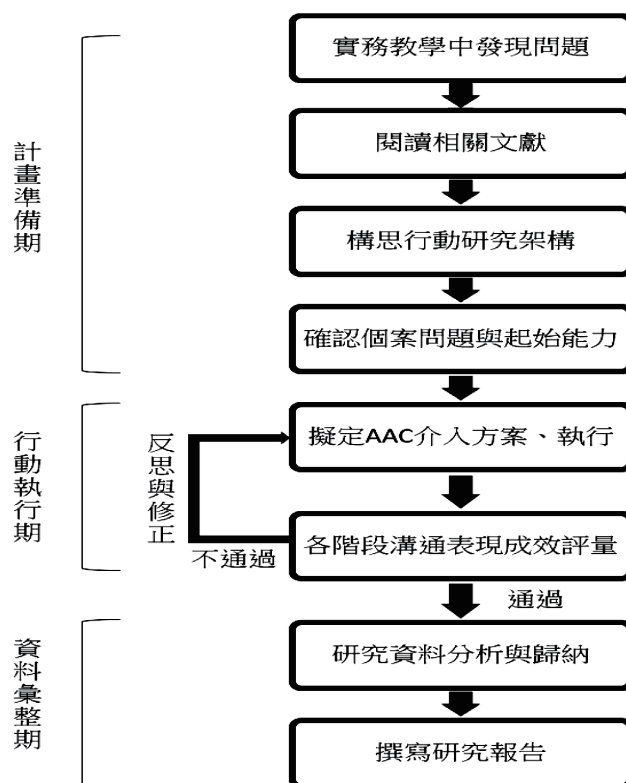 計畫準備期
實務教學中發現問題
閱讀相關文獻
構思行動研究架構
確認個案問題與起始能力
行動執行期
反思與修正
擬定AAC介入方案、執行
不通過
各階段溝通表現成效評量
通過
資料彙整期
研究資料分析與歸納
撰寫研究報告